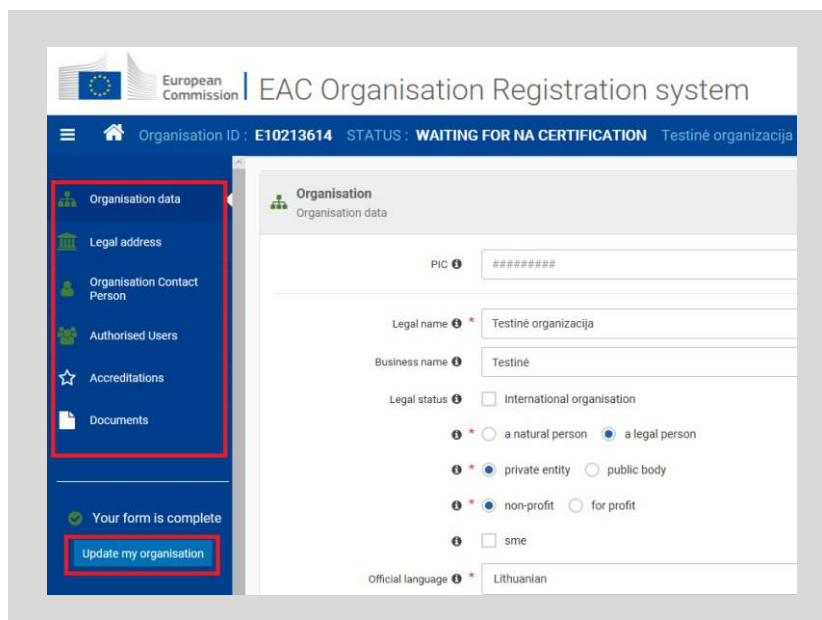 European
Commission
EAC Organisation Registration system
Organisation ID : E10213614 STATUS : WAITING FOR NA CERTIFICATION Testinė organizacija
Organisation data
Legal address
Organisation Contact
Person
Authorised Users
Accreditations
Documents
Your form is complete
Update my organisation
Organisation
Organisation data
PIC #########
Legal name * Testinė organizacija
Business name Testinė
Legal status International organisation
* a natural person a legal person
* private entity public body
* non-profit for profit
sme
Official language * Lithuanian